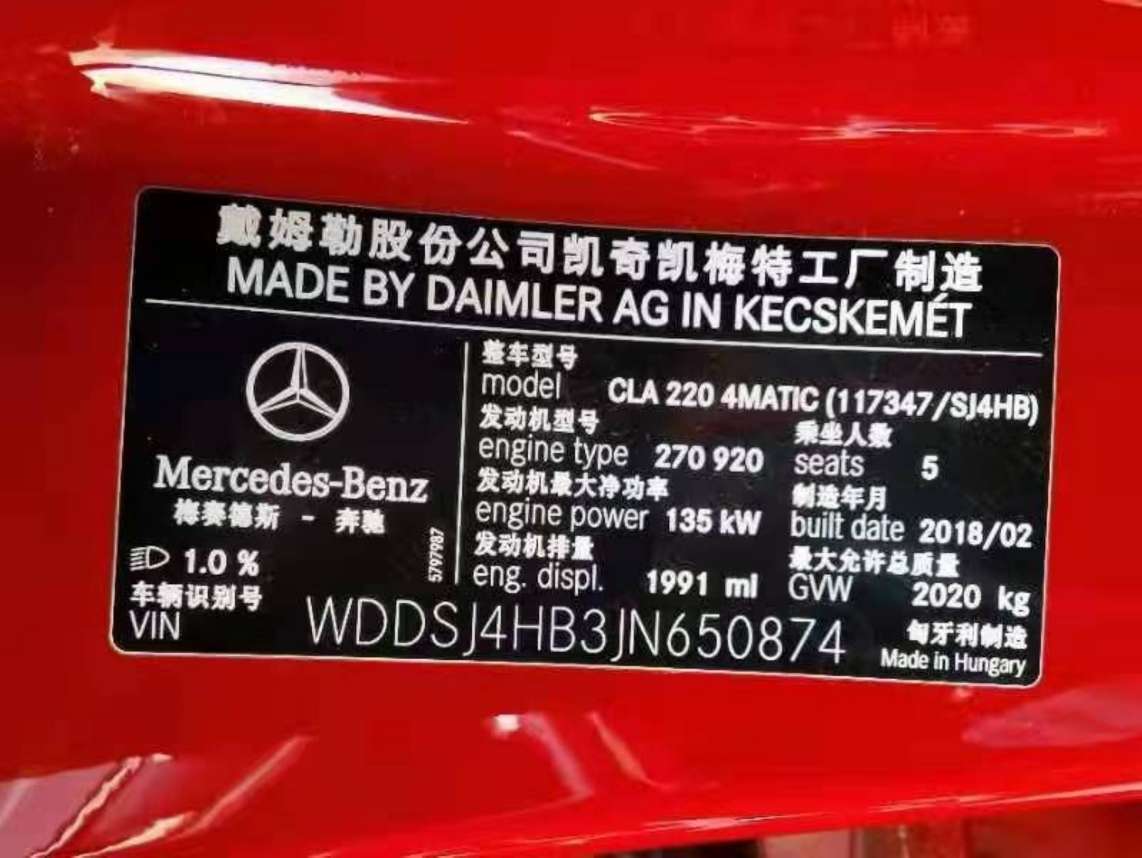 戴姆勒股份公司凯奇凯梅特工厂制造
MADE BY DAIMLER AG IN KECSKEMÉT
Mercedes-Benz
梅赛德斯 - 奔驰
1.0 %
5797987
整车型号
model CLA 220 4MATIC (117347/SJ4HB)
发动机型号 乘坐人数
engine type 270 920 seats 5
发动机最大净功率 制造年月
engine power 135 kW built date 2018/02
发动机排量 最大允许总质量
eng. displ. 1991 ml GVW 2020 kg
车辆识别号
VIN WDDSJ4HB3JN650874
匈牙利制造
Made in Hungary